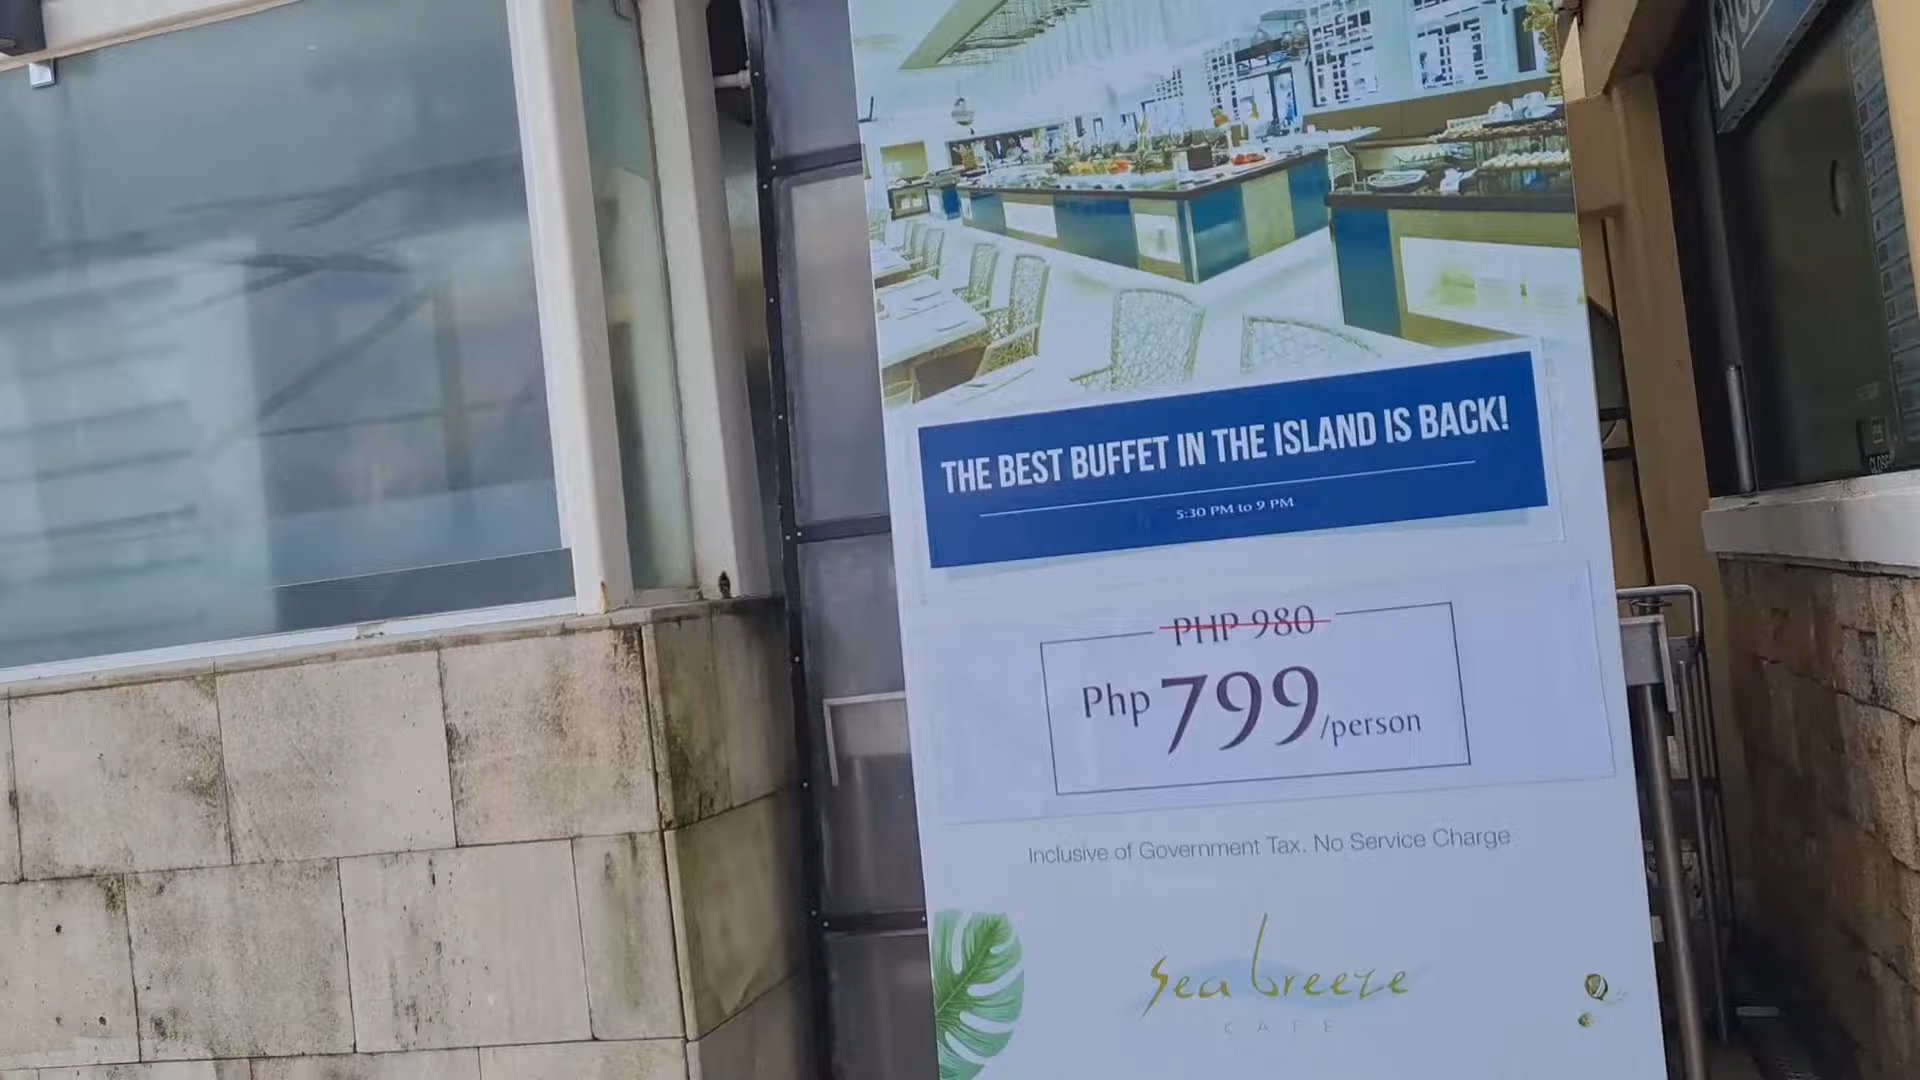 THE BEST BUFFET IN THE ISLAND IS BACK!
5:30 PM to 9 PM
PHP 980
Php 799/person
Inclusive of Government Tax. No Service Charge
sea breeze
CAFE